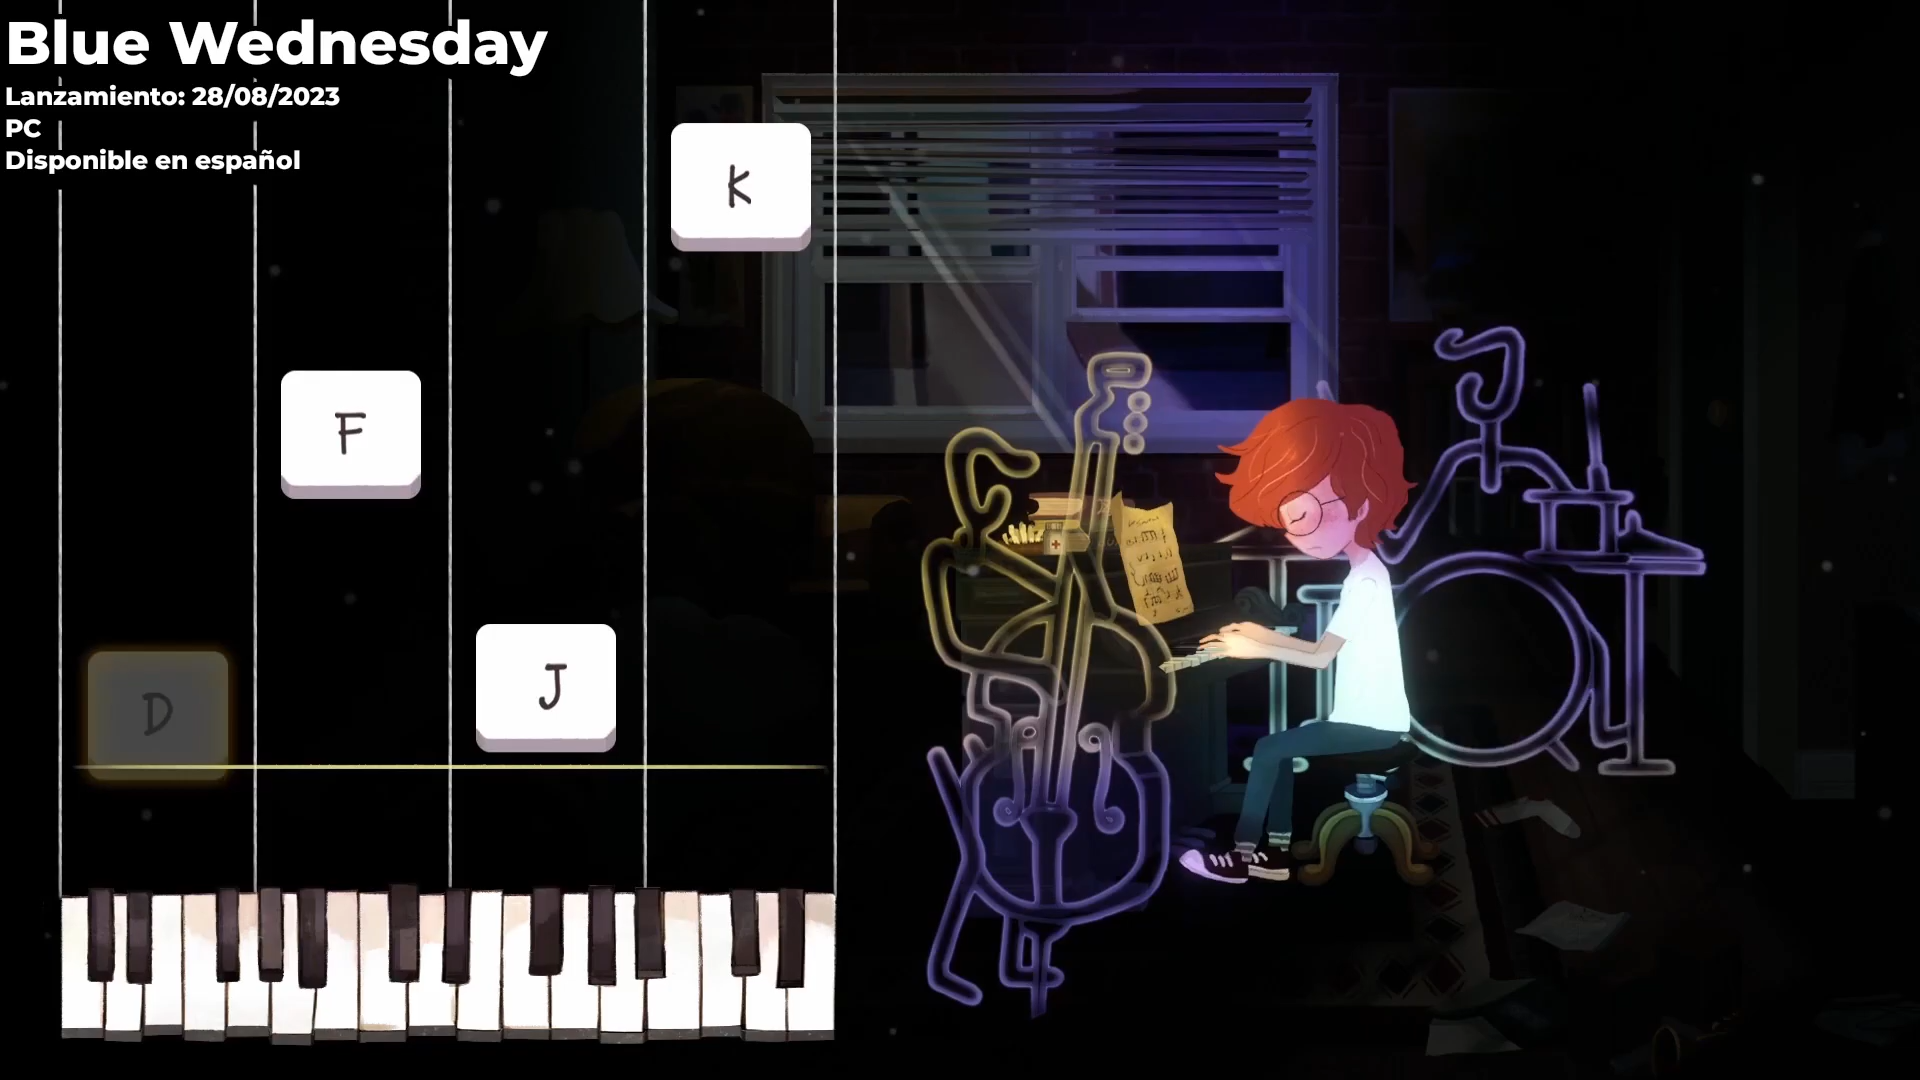 Blue Wednesday
Lanzamiento: 28/08/2023
PC
Disponible en español
K
F
J
D